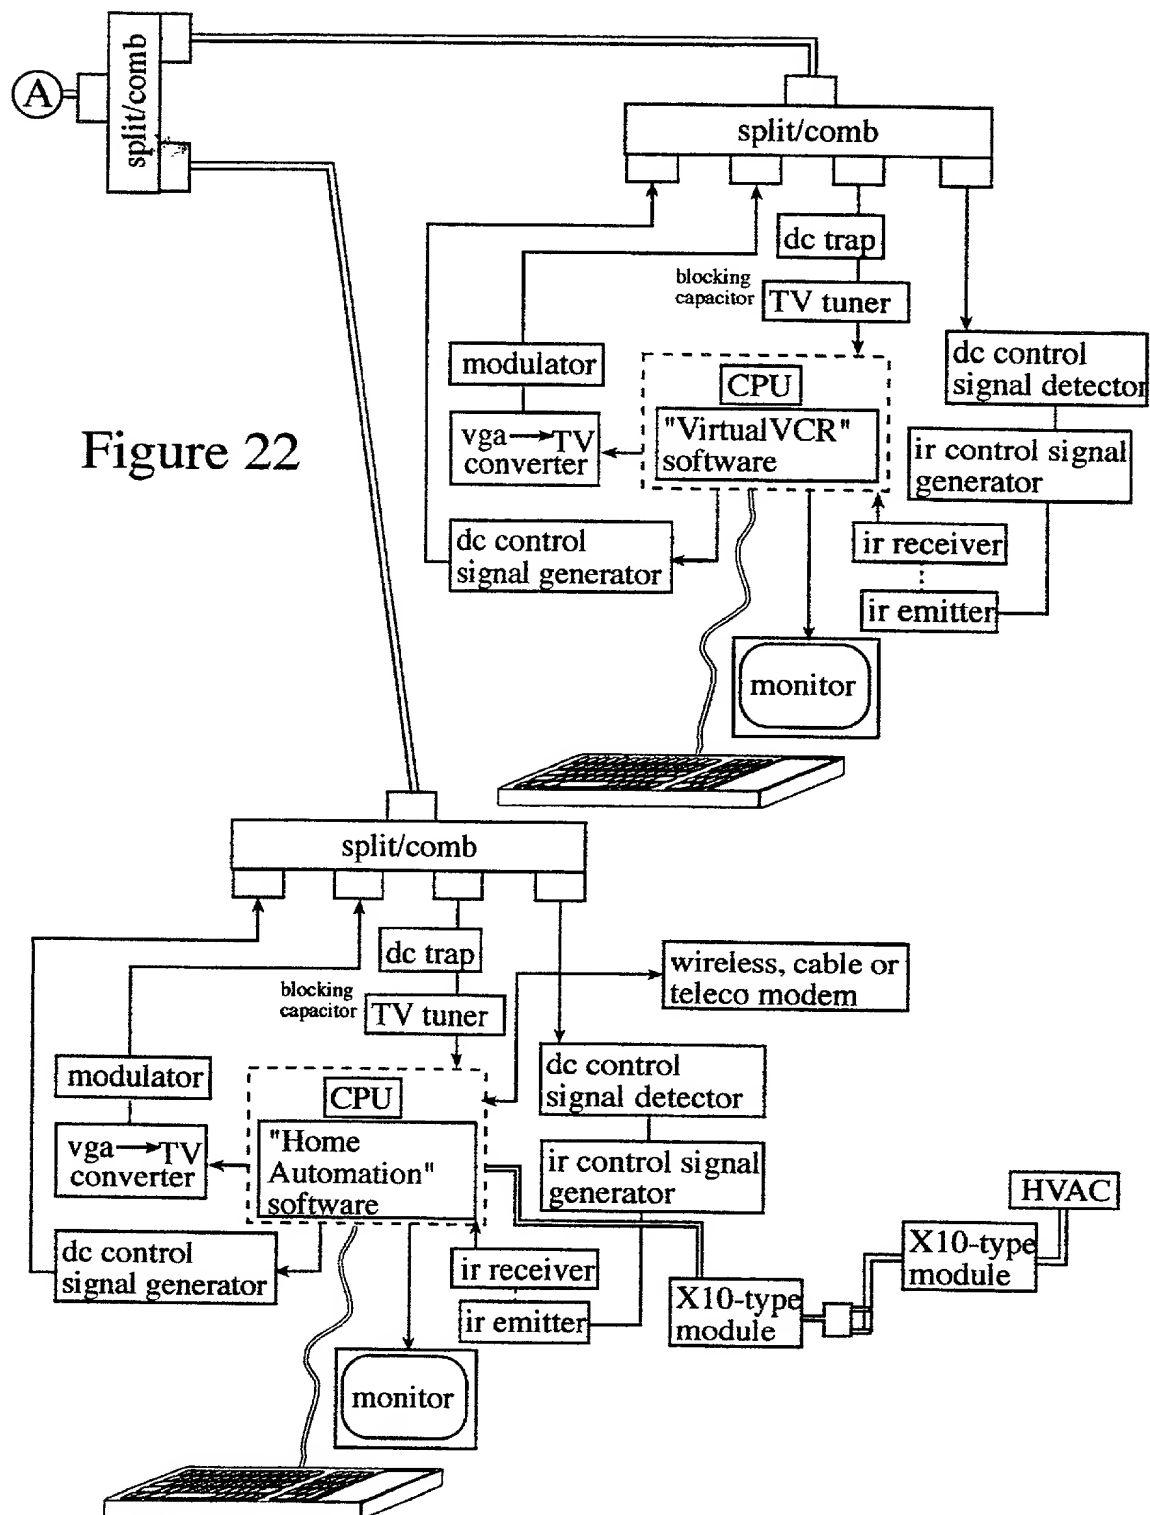 A
split/comb
split/comb
dc trap
blocking
capacitor
TV tuner
dc control
signal detector
modulator
CPU
vga→TV
converter
"VirtualVCR"
software
ir control signal
generator
Figure 22
dc control
signal generator
ir receiver
ir emitter
monitor
split/comb
dc trap
wireless, cable or
teleco modem
blocking
capacitor
TV tuner
dc control
signal detector
modulator
CPU
vga→TV
converter
"Home
Automation"
software
ir control signal
generator
HVAC
dc control
signal generator
ir receiver
X10-type
module
X10-type
module
ir emitter
monitor